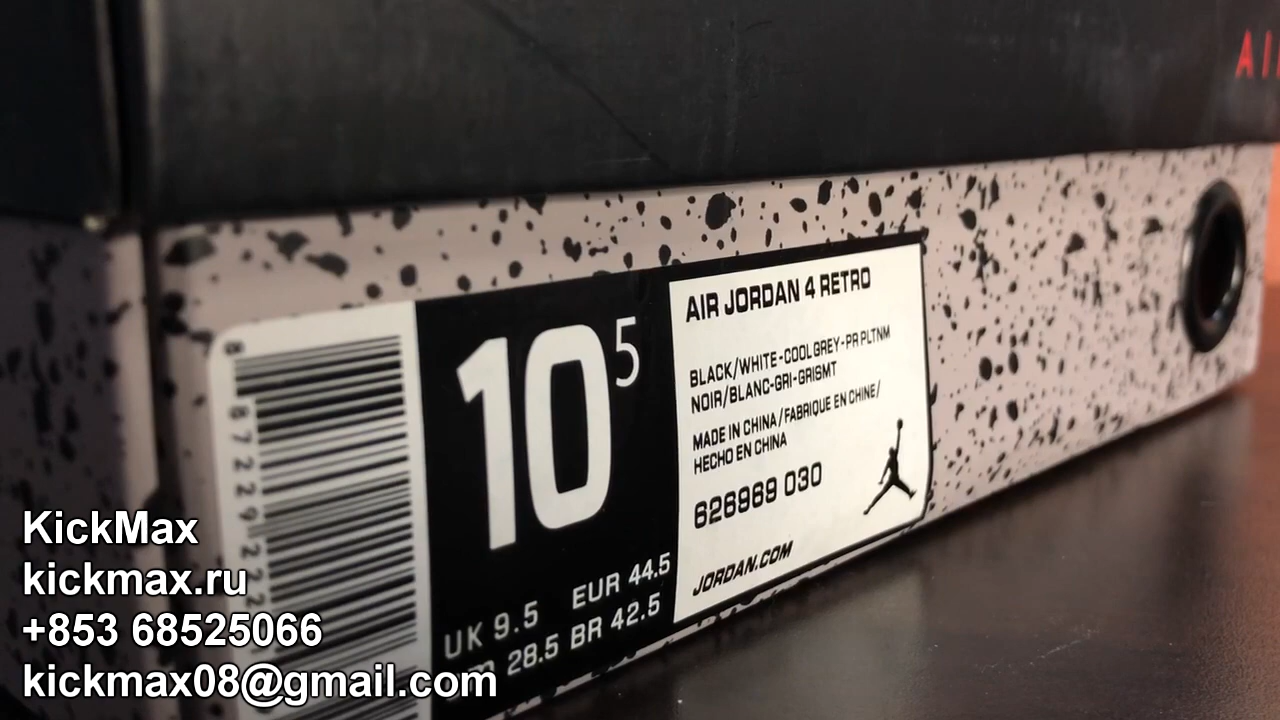 AIR JORDAN 4 RETRO
BLACK/WHITE-COOL GREY-PR PLTNM
NOIR/BLANC-GRI-GRISMT
MADE IN CHINA/FABRIQUE EN CHINE/
HECHO EN CHINA
626969 030
JORDAN.COM
10 5
UK 9.5 EUR 44.5
28.5 BR 42.5
KickMax
kickmax.ru
+853 68525066
kickmax08@gmail.com